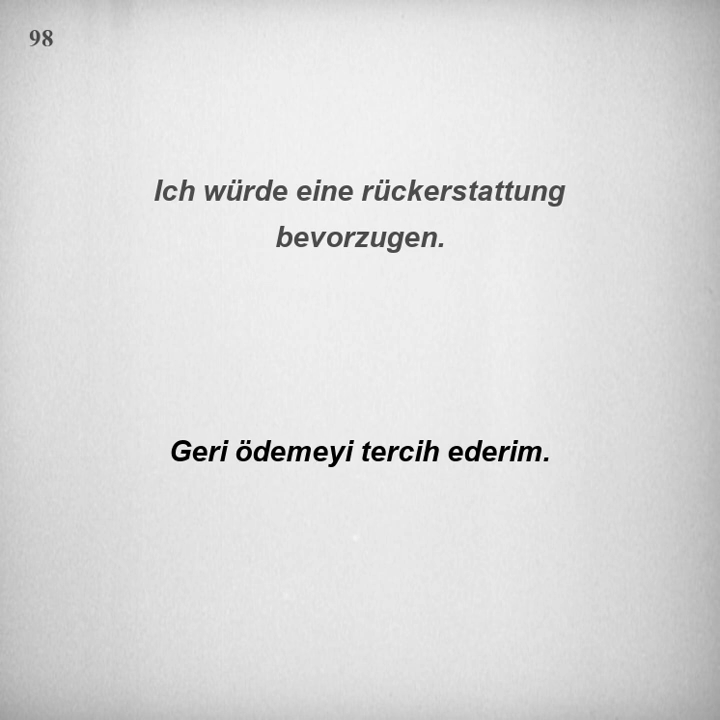 98
Ich würde eine rückerstattung
bevorzugen.
Geri ödemeyi tercih ederim.